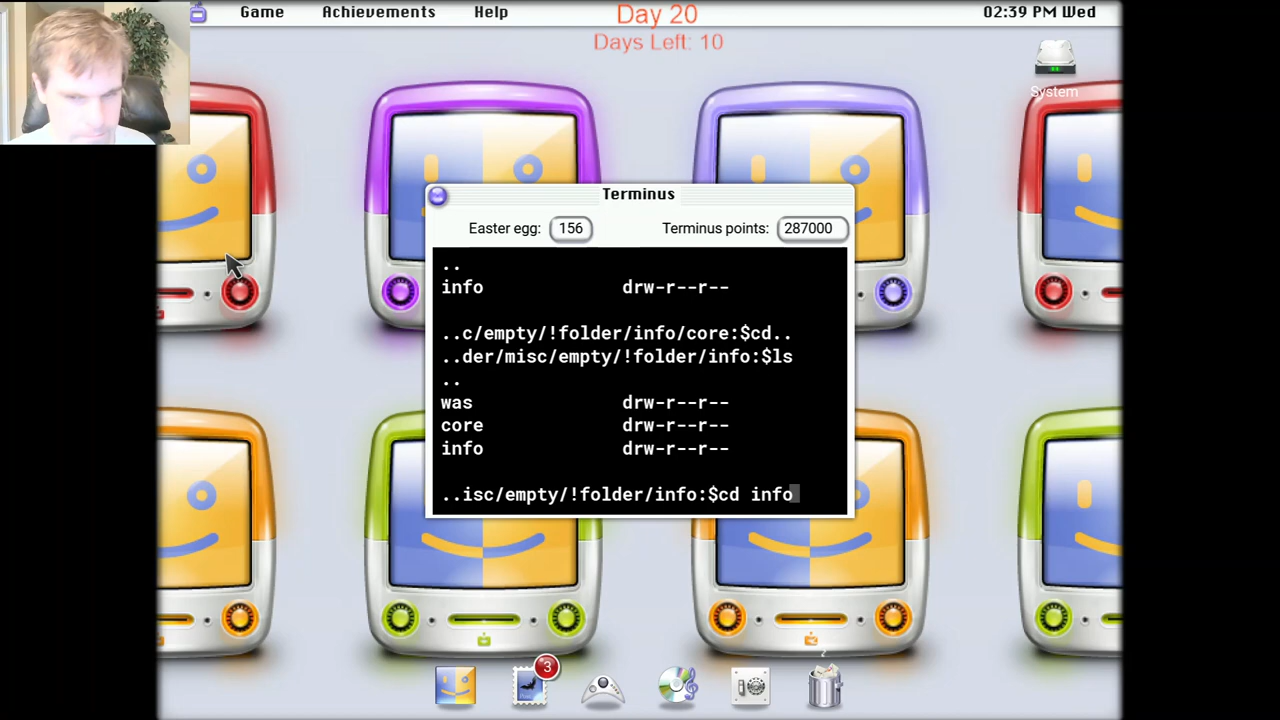 Game Achievements Help Day 20 02:39 PM Wed
Days Left: 10
System
Terminus
Easter egg: 156 Terminus points: 287000
..
info drw-r--r--
..c/empty/!folder/info/core:$cd..
..der/misc/empty/!folder/info:$ls
..
was drw-r--r--
core drw-r--r--
info drw-r--r--
..isc/empty/!folder/info:$cd info
3